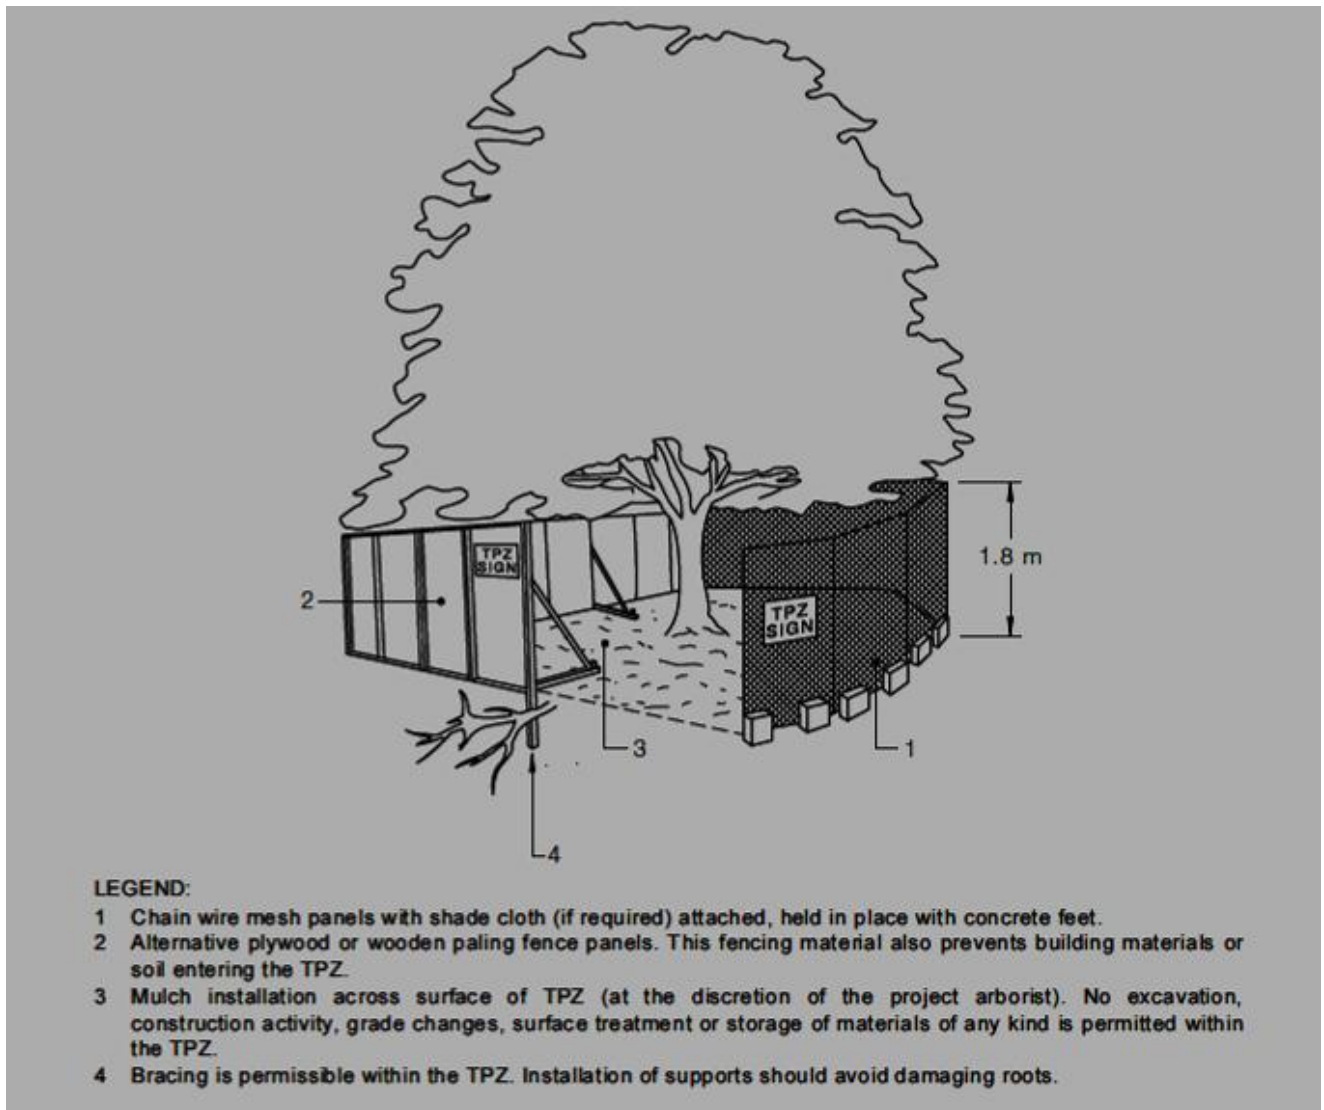 TPZ
SIGN
1.8 m
2
TPZ
SIGN
3
1
4
LEGEND:
1 Chain wire mesh panels with shade cloth (if required) attached, held in place with concrete feet.
2 Alternative plywood or wooden paling fence panels. This fencing material also prevents building materials or
soil entering the TPZ.
3 Mulch installation across surface of TPZ (at the discretion of the project arborist). No excavation,
construction activity, grade changes, surface treatment or storage of materials of any kind is permitted within
the TPZ.
4 Bracing is permissible within the TPZ. Installation of supports should avoid damaging roots.